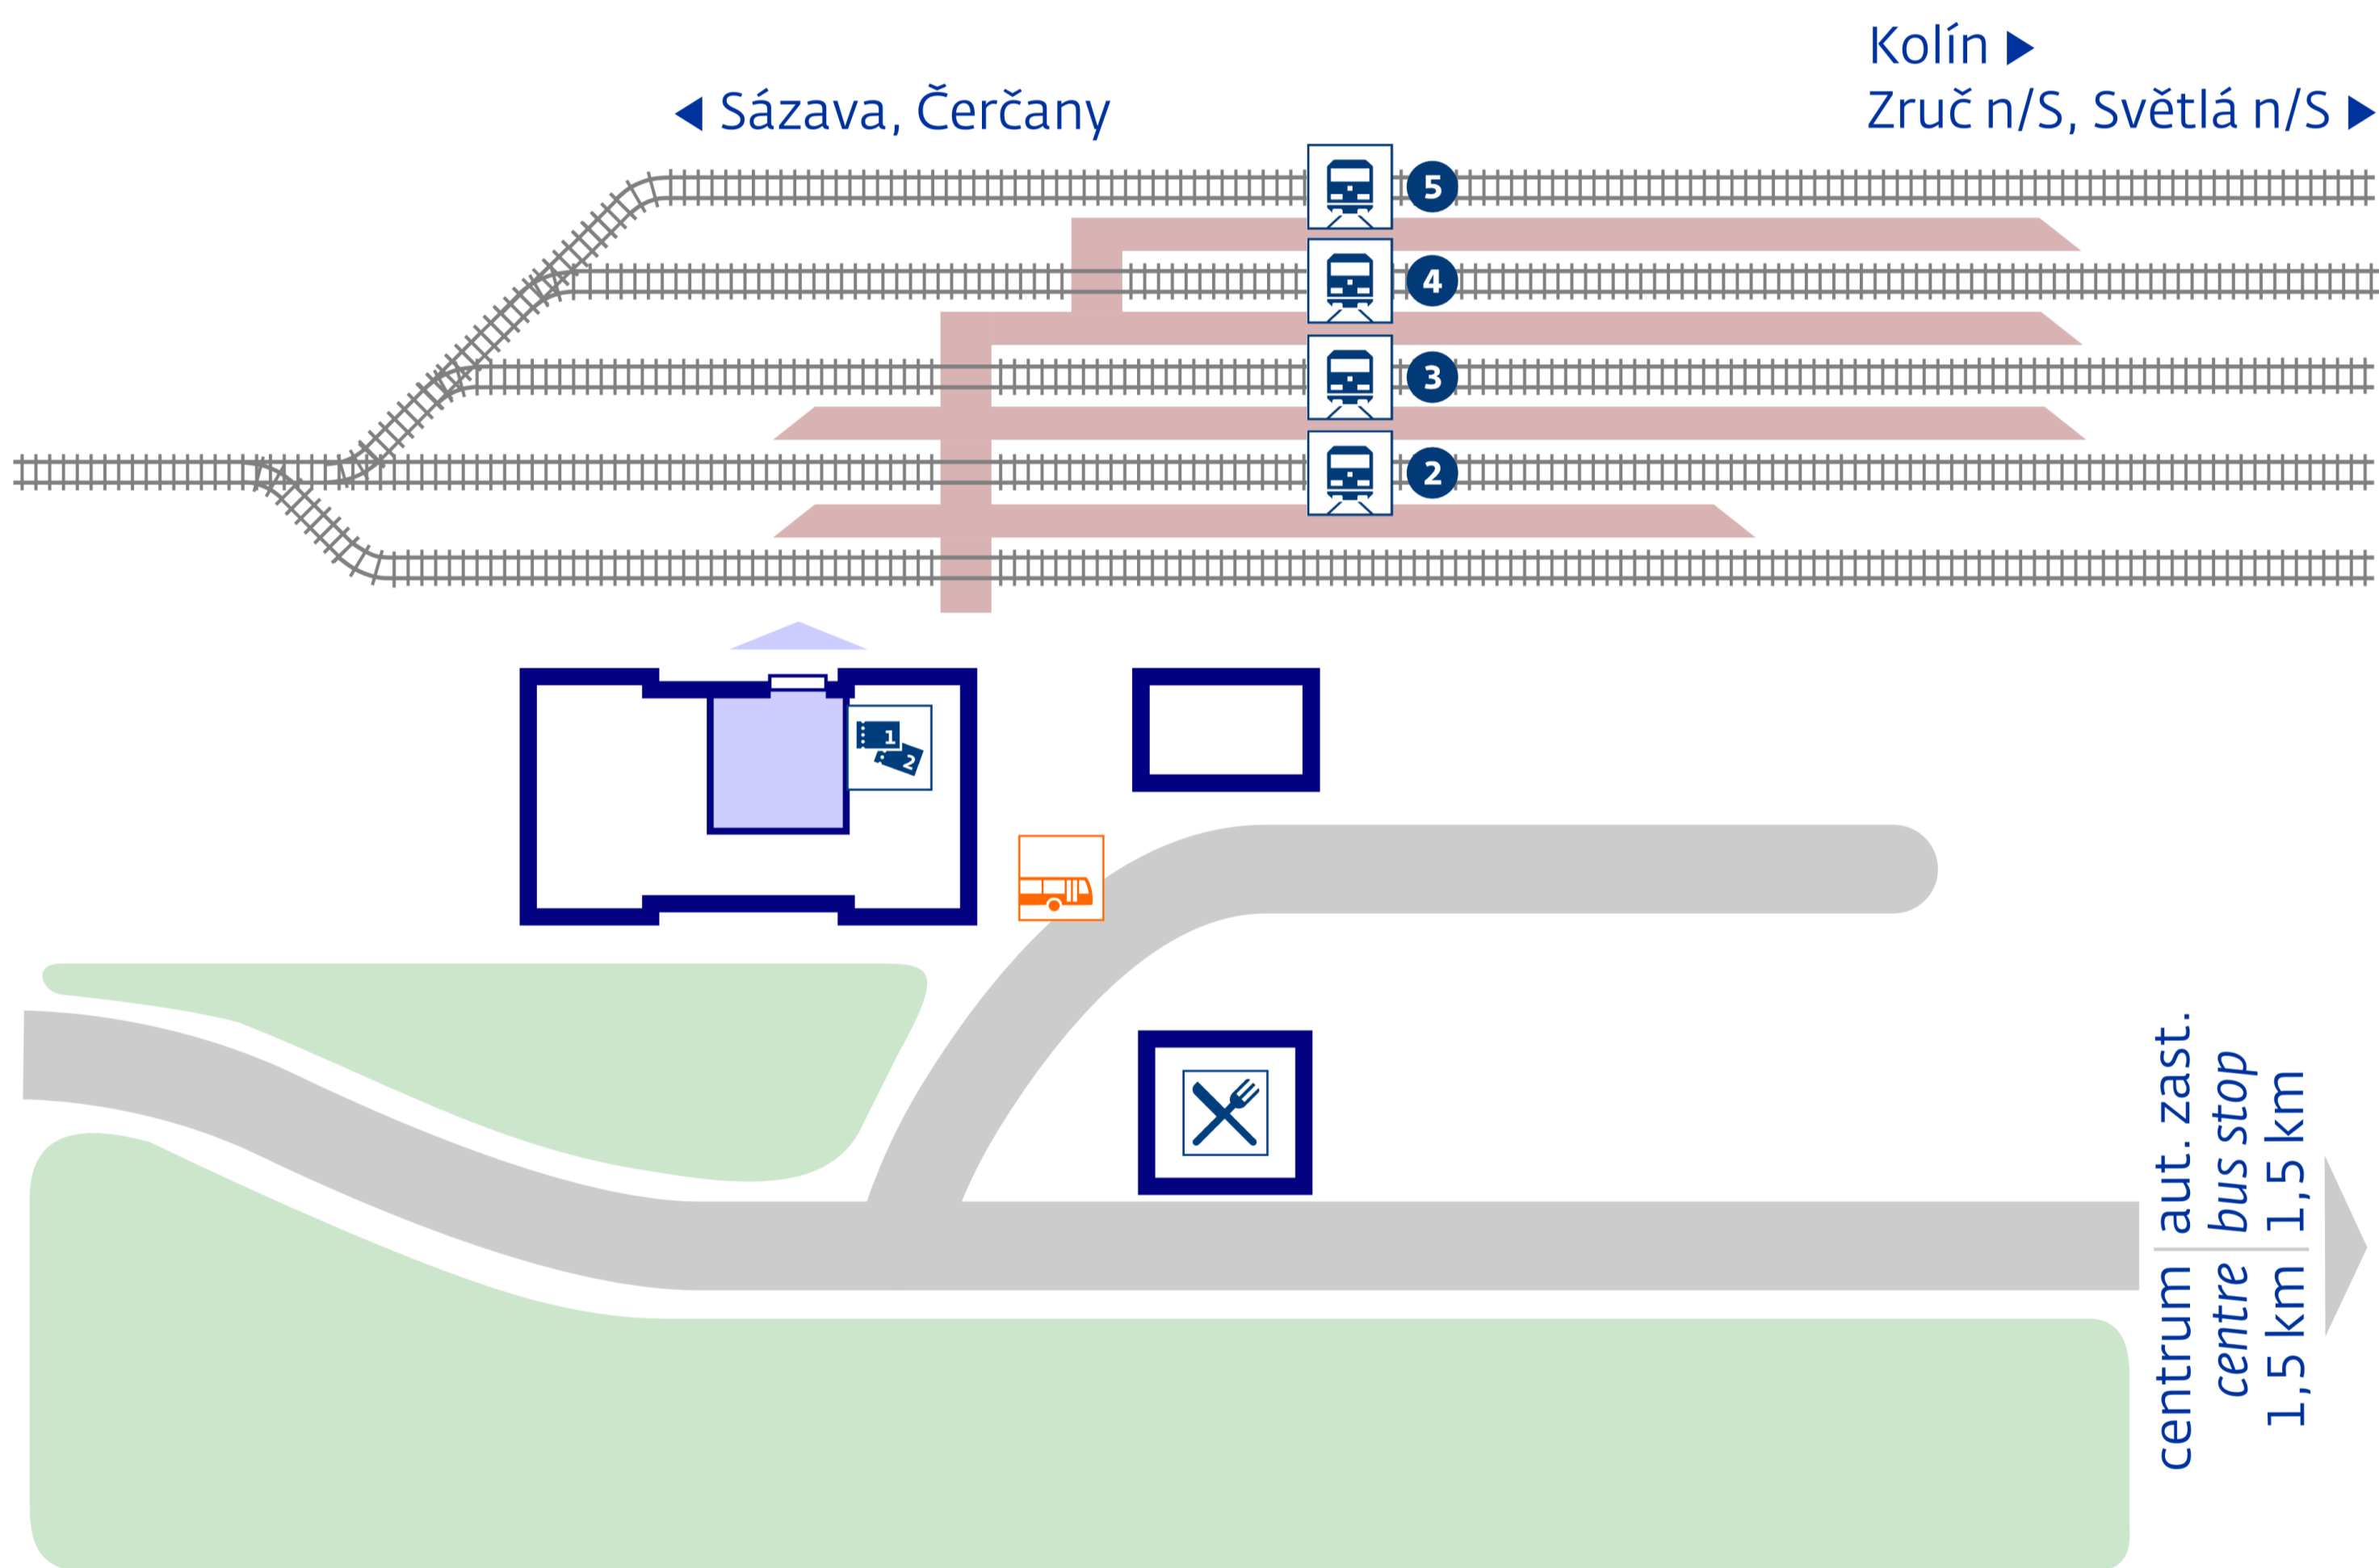 Kolín
Sázava, Čerčany
Zruč n/S, Světlá n/S
5
4
3
2
1
2
aut. zast.
bus stop
1,5 km
centrum
centre
1,5 km